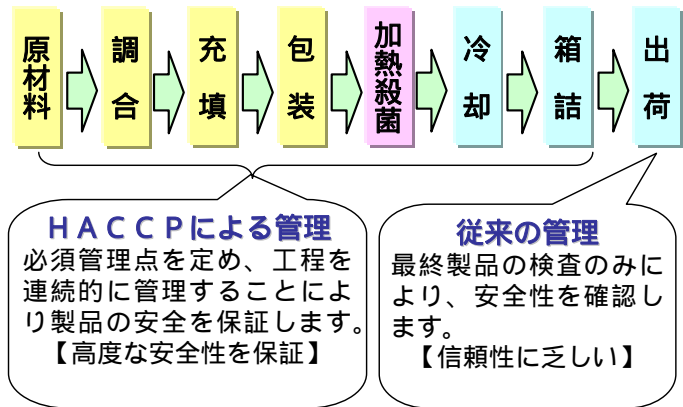 原材料
調合
充填
包装
加熱殺菌
冷却
箱詰
出荷
ＨＡＣＣＰによる管理
必須管理点を定め、工程を
連続的に管理することによ
り製品の安全を保証します。
【高度な安全性を保証】
従来の管理
最終製品の検査のみに
より、安全性を確認し
ます。
【信頼性に乏しい】